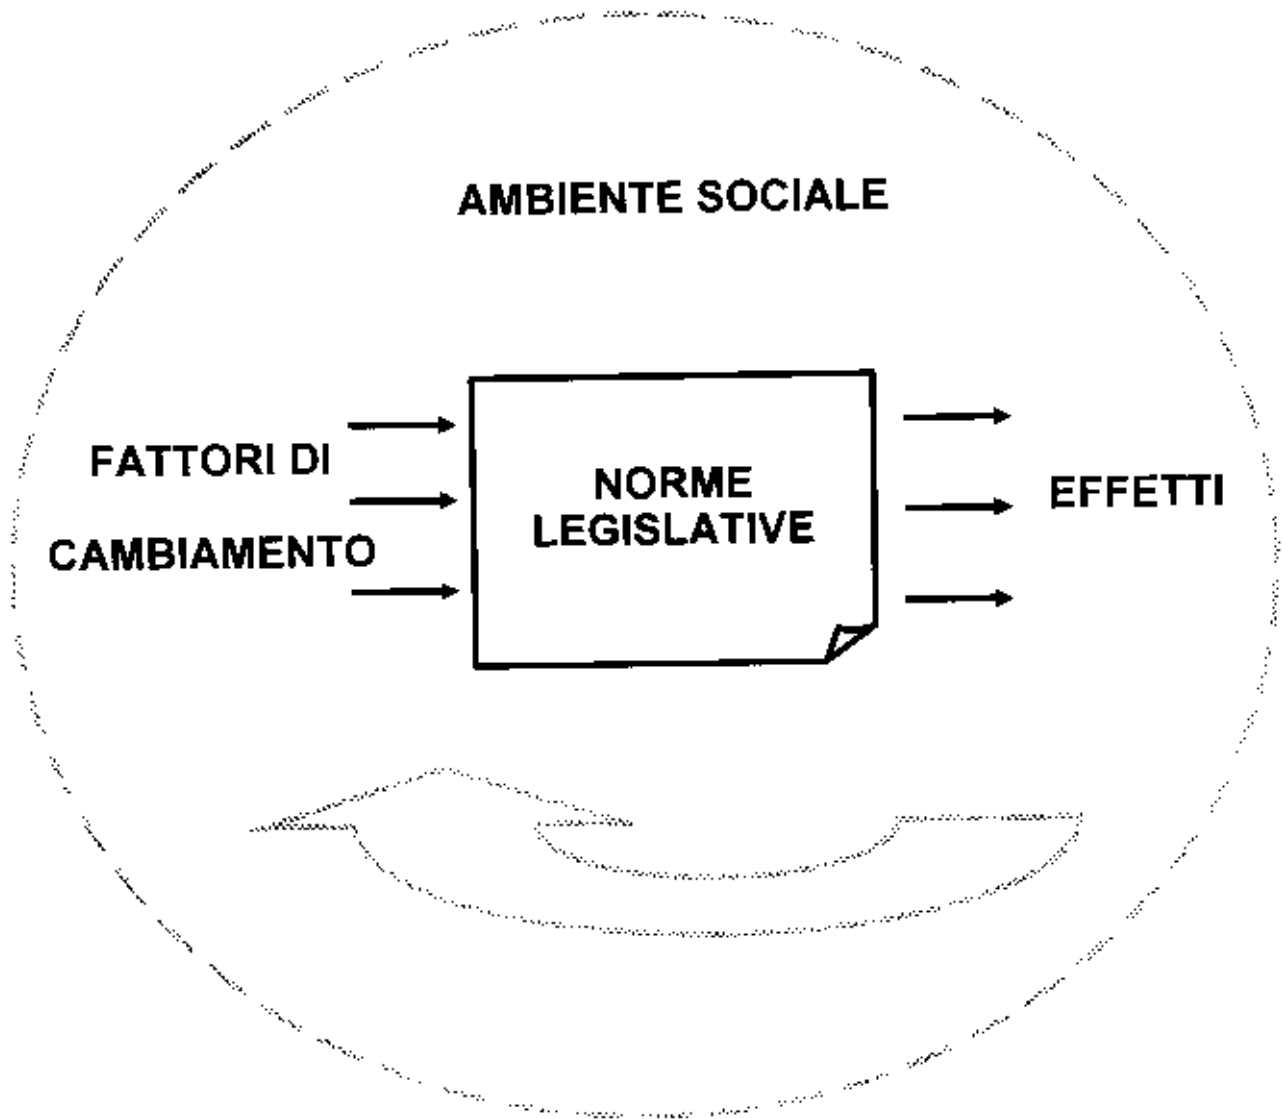 AMBIENTE SOCIALE
FATTORI DI
CAMBIAMENTO
NORME
LEGISLATIVE
EFFETTI